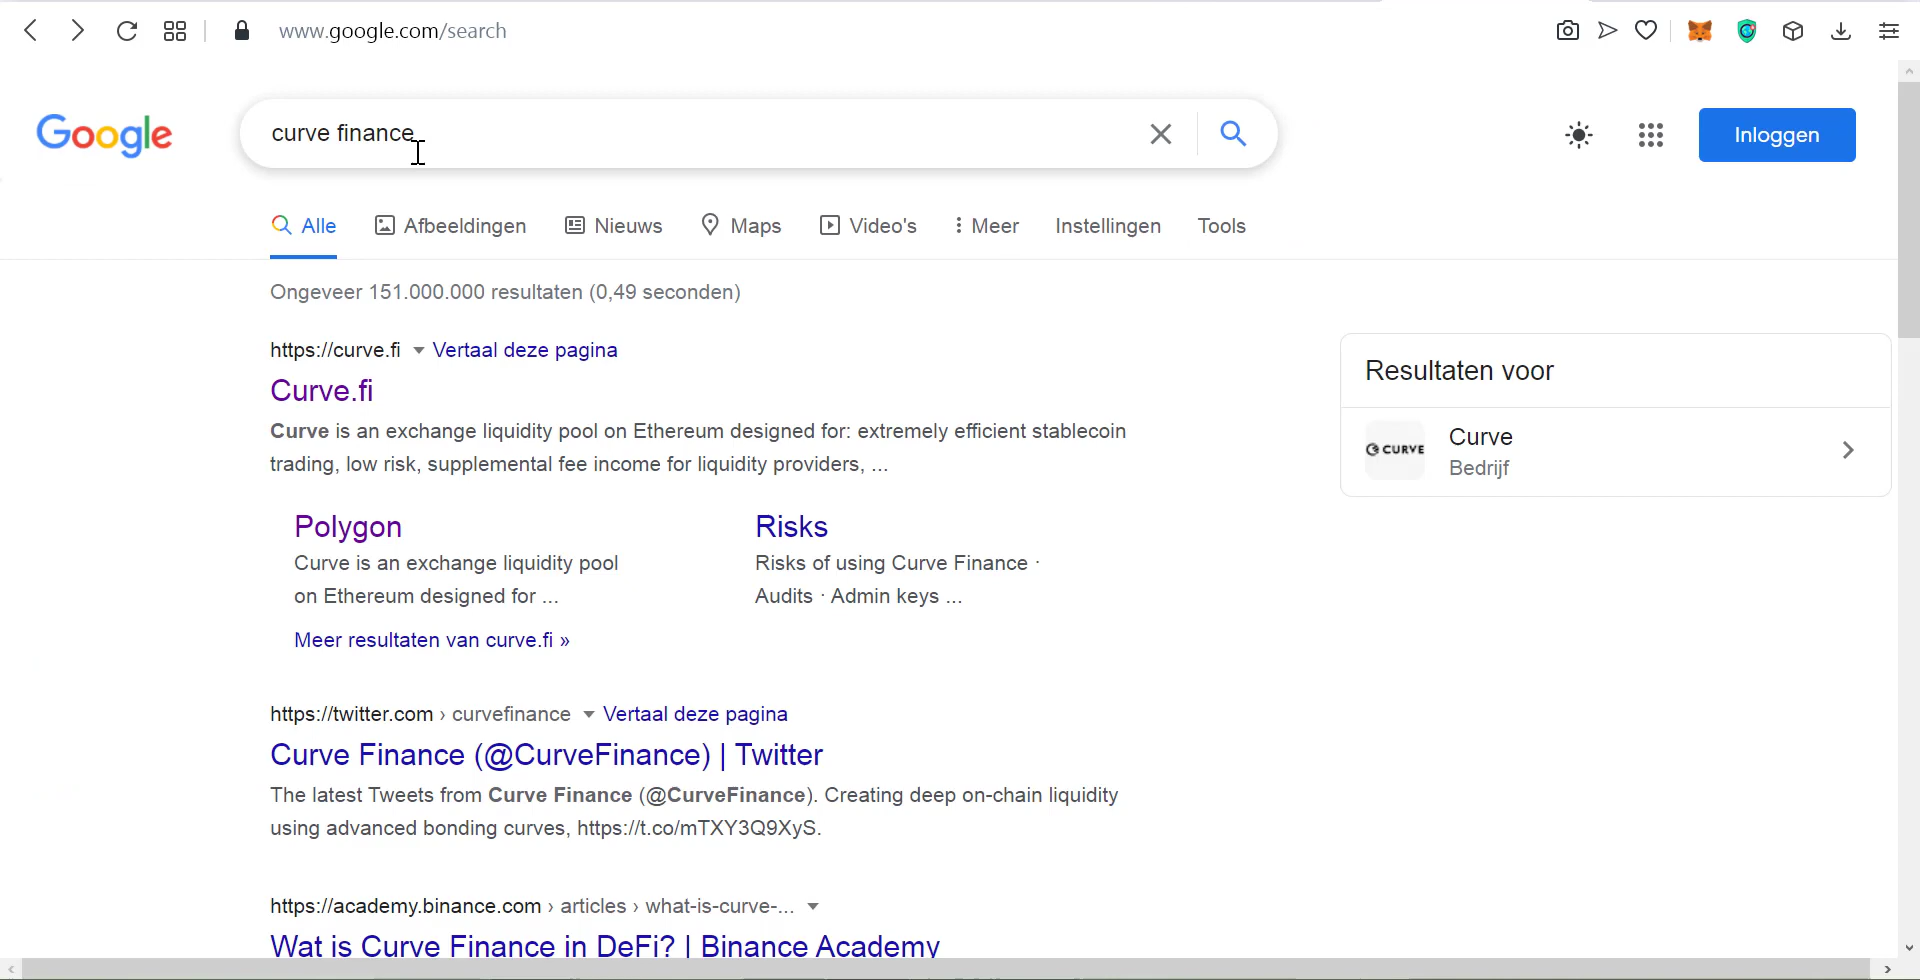 www.google.com/search
Google
curve finance
Inloggen
Alle Afbeeldingen Nieuws Maps Video's Meer Instellingen Tools
Ongeveer 151.000.000 resultaten (0,49 seconden)
https://curve.fi Vertaal deze pagina
Curve.fi
Curve is an exchange liquidity pool on Ethereum designed for: extremely efficient stablecoin
trading, low risk, supplemental fee income for liquidity providers, ...
Polygon
Curve is an exchange liquidity pool
on Ethereum designed for ...
Risks
Risks of using Curve Finance ·
Audits · Admin keys ...
Meer resultaten van curve.fi »
https://twitter.com › curvefinance Vertaal deze pagina
Curve Finance (@CurveFinance) | Twitter
The latest Tweets from Curve Finance (@CurveFinance). Creating deep on-chain liquidity
using advanced bonding curves, https://t.co/mTXY3Q9XyS.
https://academy.binance.com › articles › what-is-curve-...
Wat is Curve Finance in DeFi? | Binance Academy
Resultaten voor
CURVE
Curve
Bedrijf